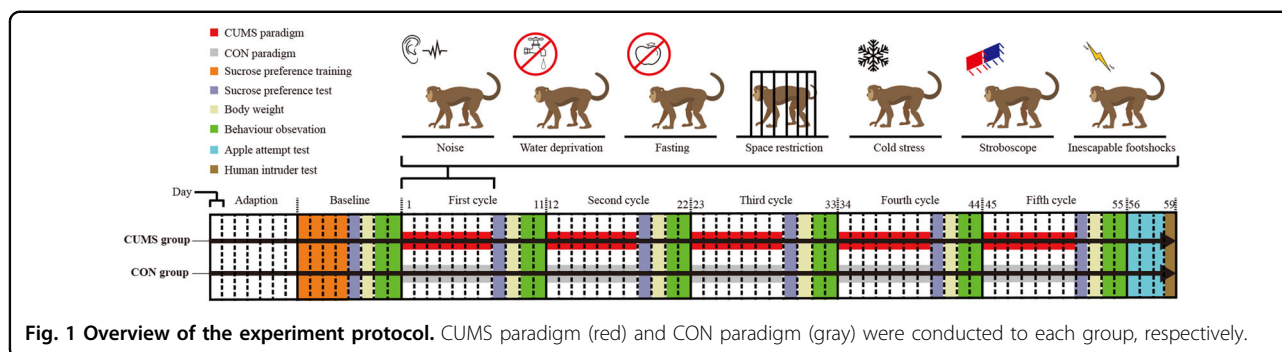 CUMS paradigm
CON paradigm
Sucrose preference training
Sucrose preference test
Body weight
Behaviour obsevation
Apple attempt test
Human intruder test
Noise
Water deprivation
Fasting
Space restriction
Cold stress
Stroboscope
Inescapable footshocks
Day
Adaption
Baseline
1
First cycle
11
12
Second cycle
22
23
Third cycle
33
34
Fourth cycle
44
45
Fifth cycle
55
56
59
CUMS group
CON group
Fig. 1 Overview of the experiment protocol. CUMS paradigm (red) and CON paradigm (gray) were conducted to each group, respectively.